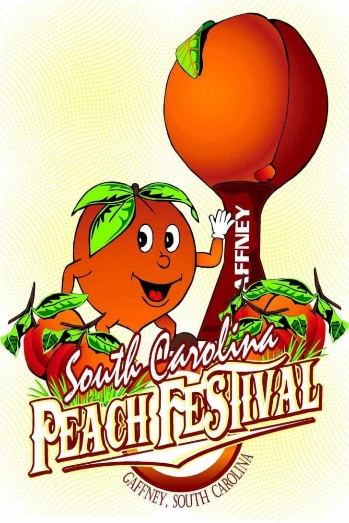 GAFFNEY
South Carolina
PEACH FESTIVAL
GAFFNEY, SOUTH CAROLINA